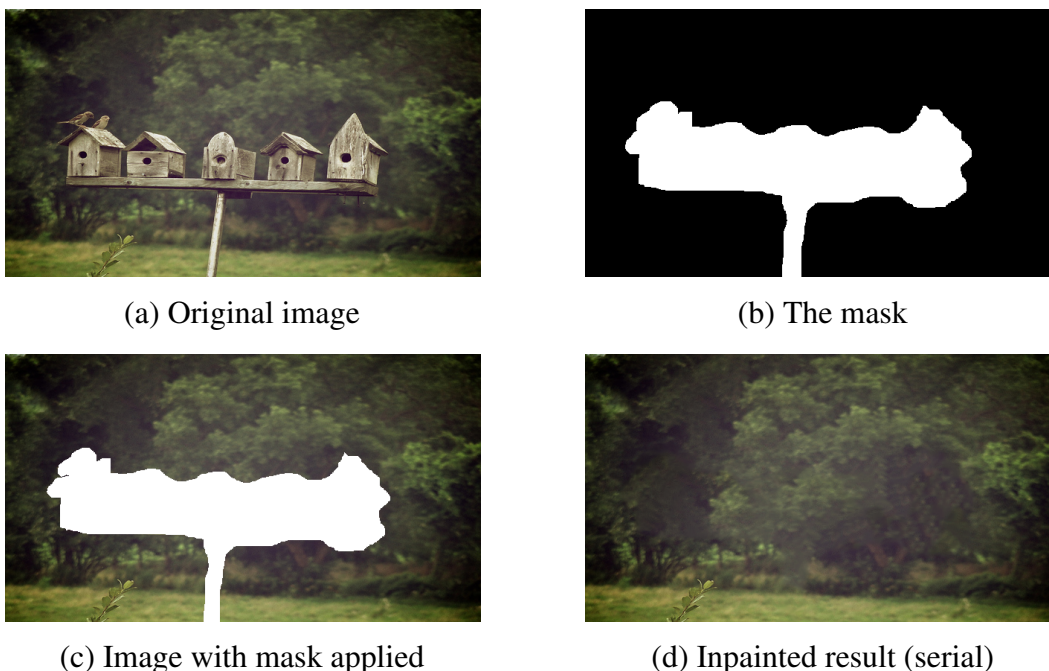 (a) Original image
(b) The mask
(c) Image with mask applied
(d) Inpainted result (serial)